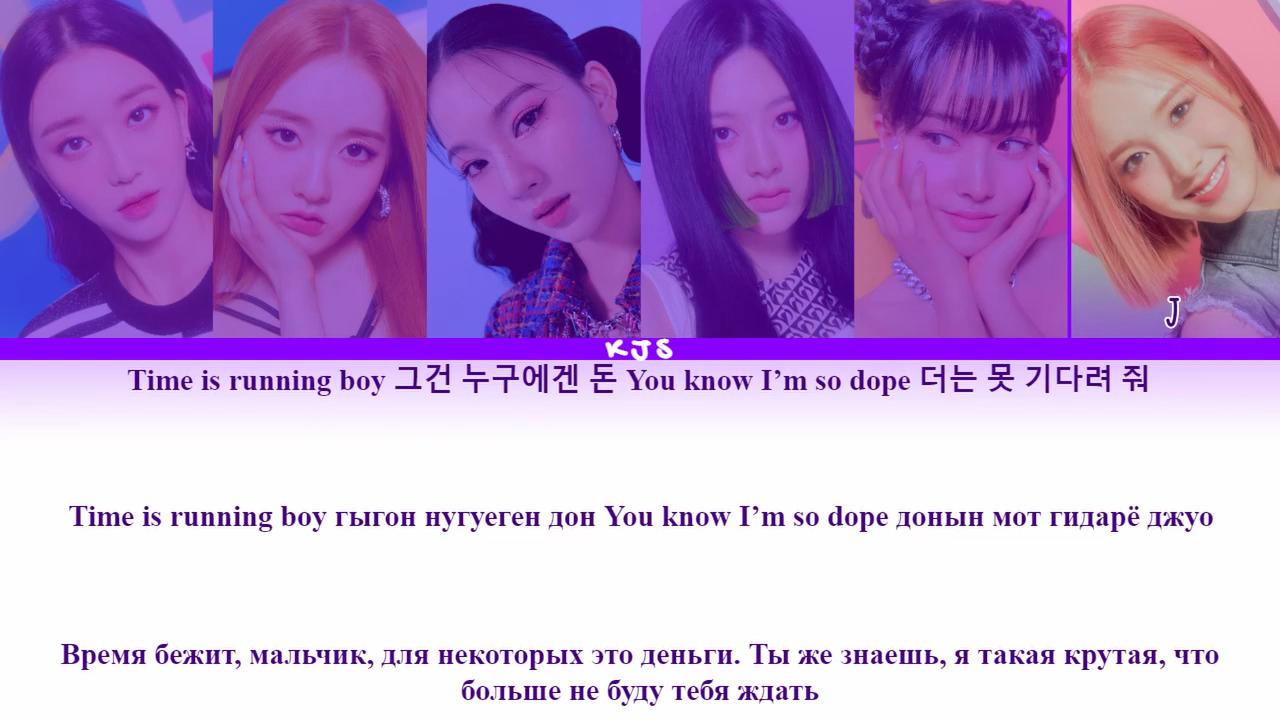 J
KJS
Time is running boy 그건 누구에겐 돈 You know I’m so dope 더는 못 기다려 줘
Time is running boy гыгон нугуеген дон You know I’m so dope донын мот гидарё джуо
Время бежит, мальчик, для некоторых это деньги. Ты же знаешь, я такая крутая, что
больше не буду тебя ждать